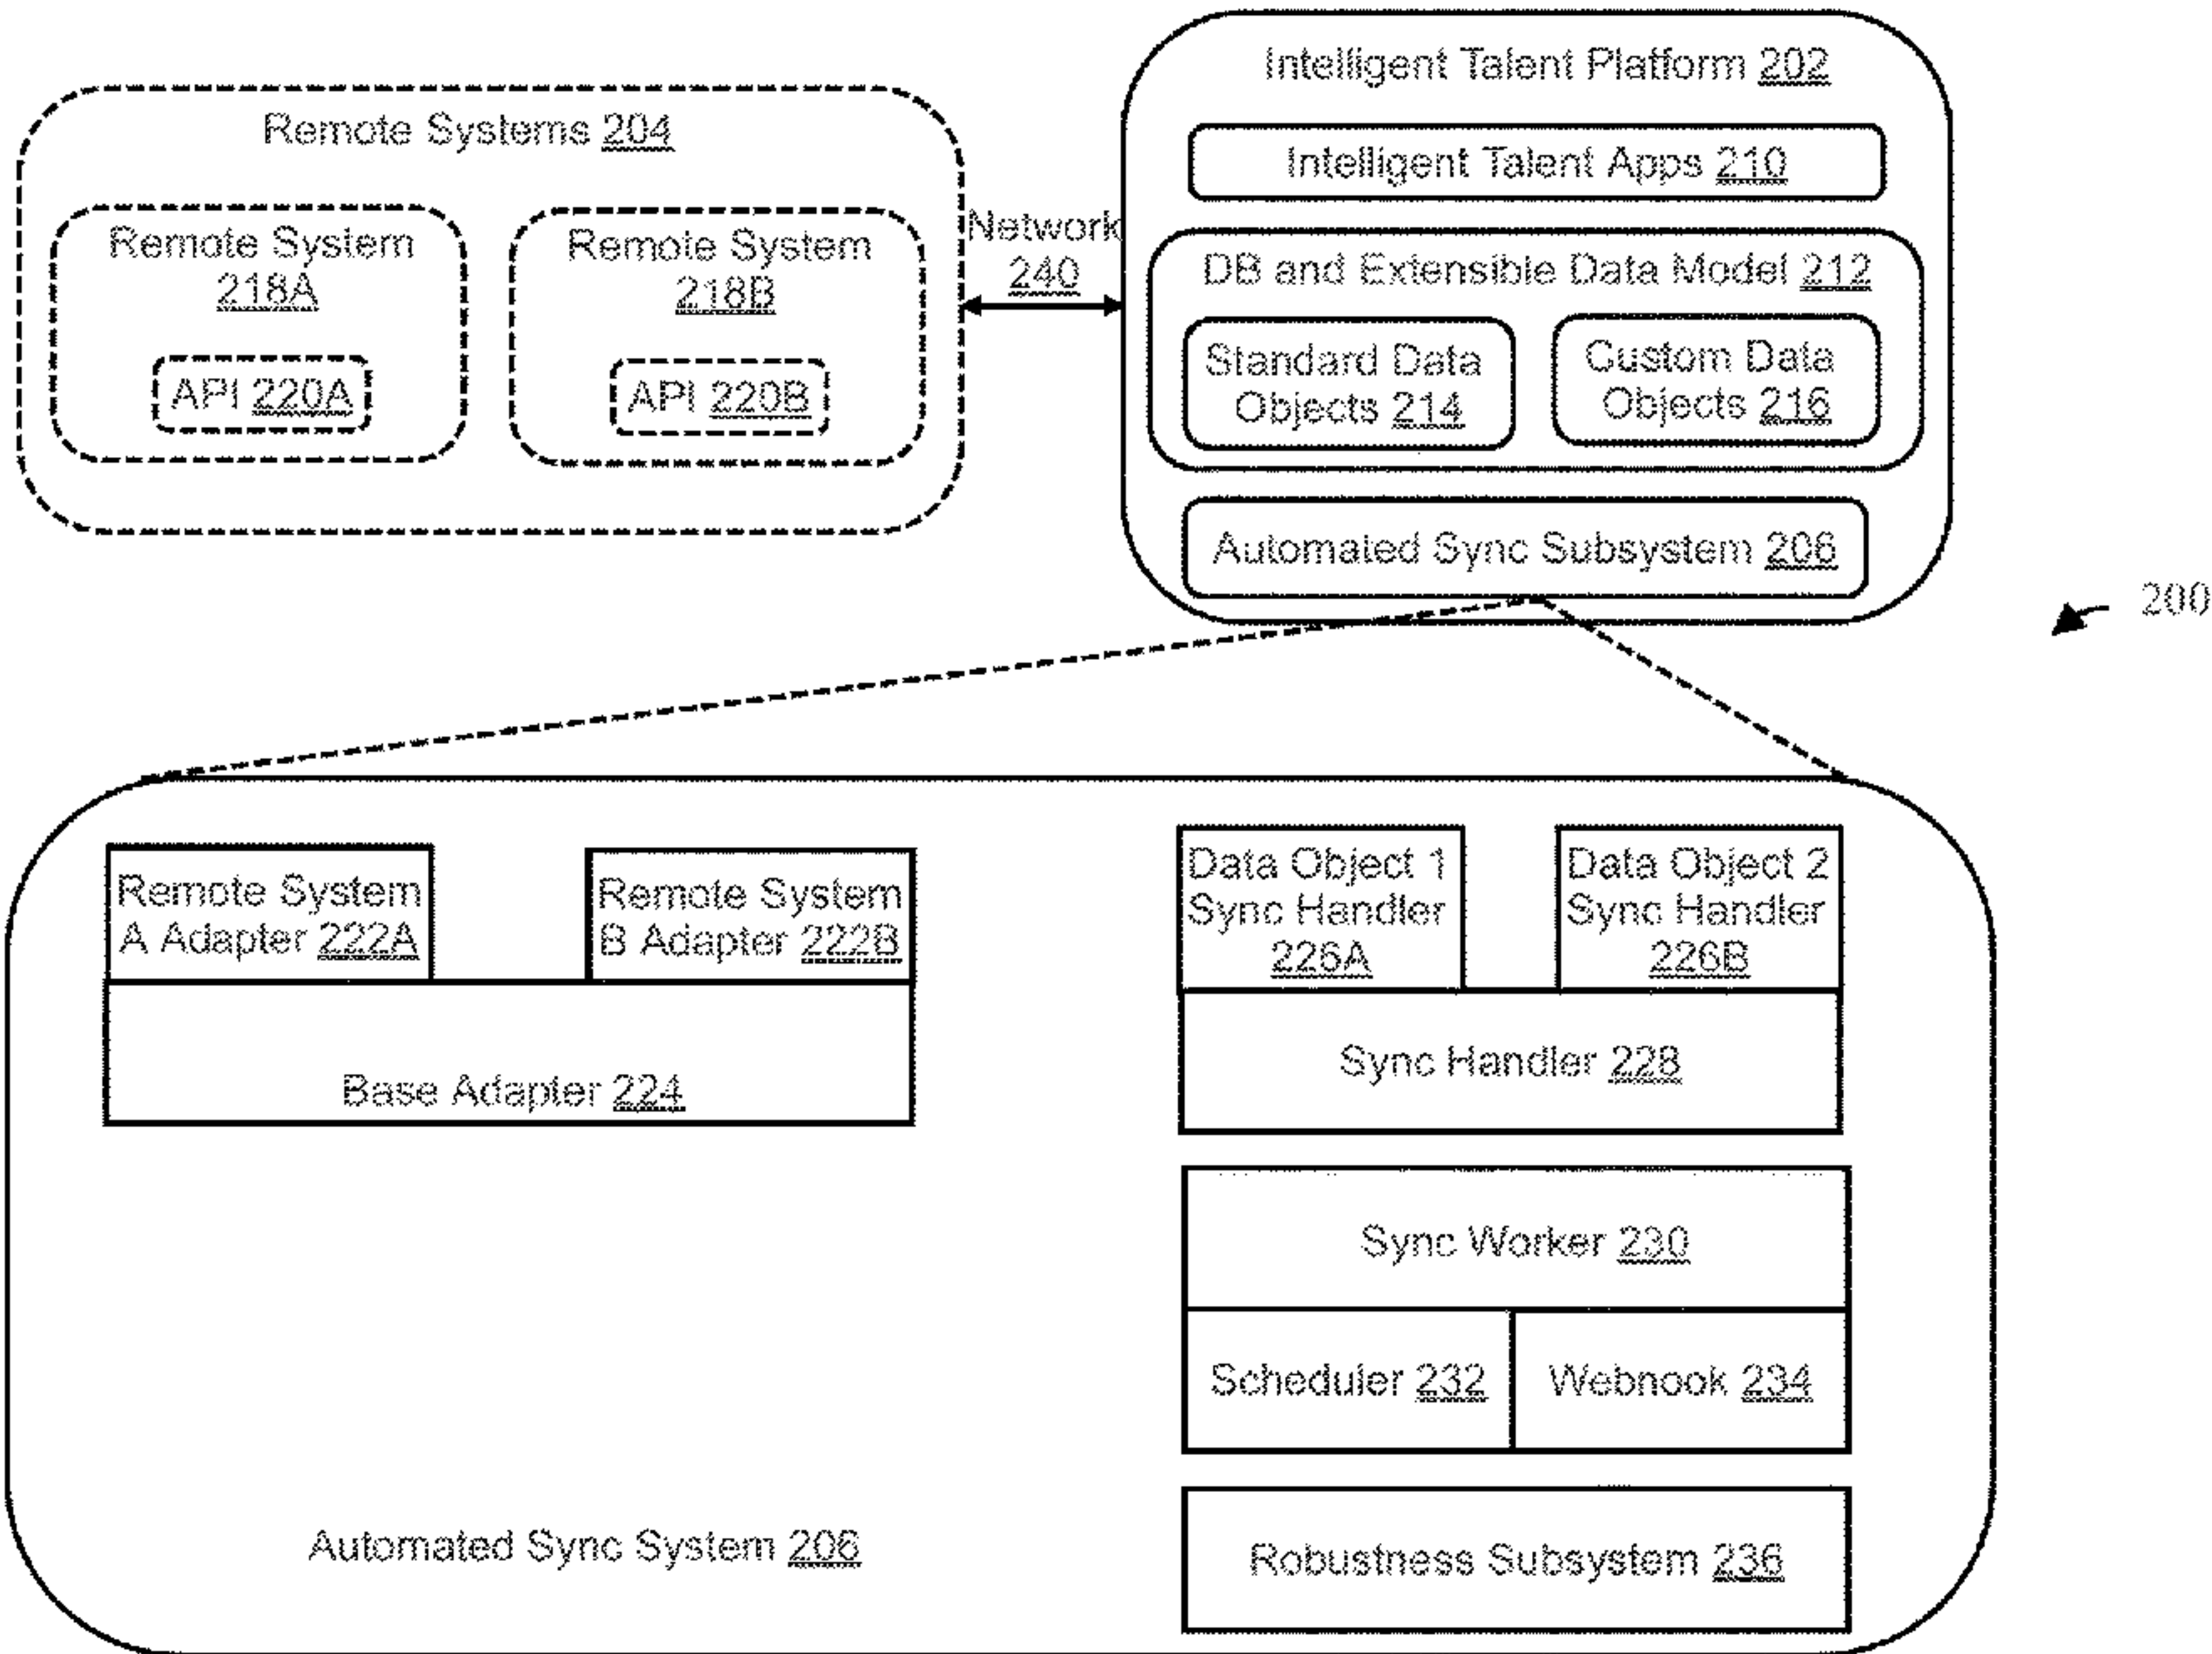 Intelligent Talent Platform 202
Remote Systems 204
Intelligent Talent Apps 210
Remote System
218A
API 220A
Remote System
218B
API 220B
Network
240
DB and Extensible Data Model 212
Standard Data
Objects 214
Custom Data
Objects 216
Automated Sync Subsystem 206
200
Remote System
A Adapter 222A
Remote System
B Adapter 222B
Base Adapter 224
Data Object 1
Sync Handler
226A
Data Object 2
Sync Handler
226B
Sync Handler 228
Sync Worker 230
Scheduler 232
Webnook 234
Automated Sync System 206
Robustness Subsystem 236